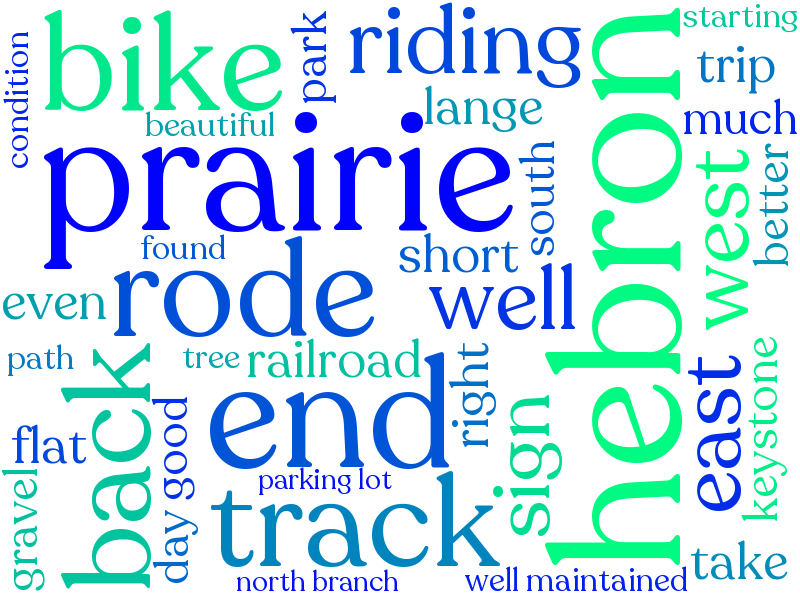 starting
bike
riding
park
condition
trip
lange
much
beautiful
prairie
hebron
south
west
better
found
short
rode
well
even
path
tree
railroad
right
east
keystone
back
end
flat
sign
day good
gravel
parking lot
track
take
north branch
well maintained